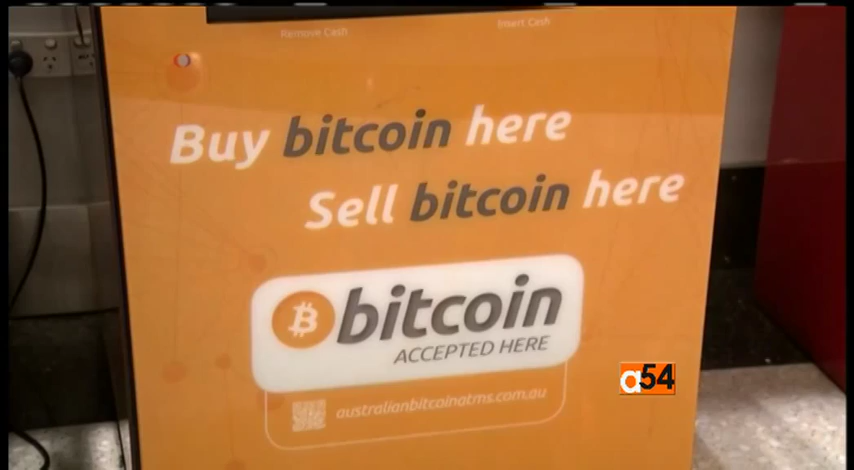 Remove Cash
Insert Cash
Buy bitcoin here
Sell bitcoin here
bitcoin
ACCEPTED HERE
australianbitcoinatms.com.au
a54